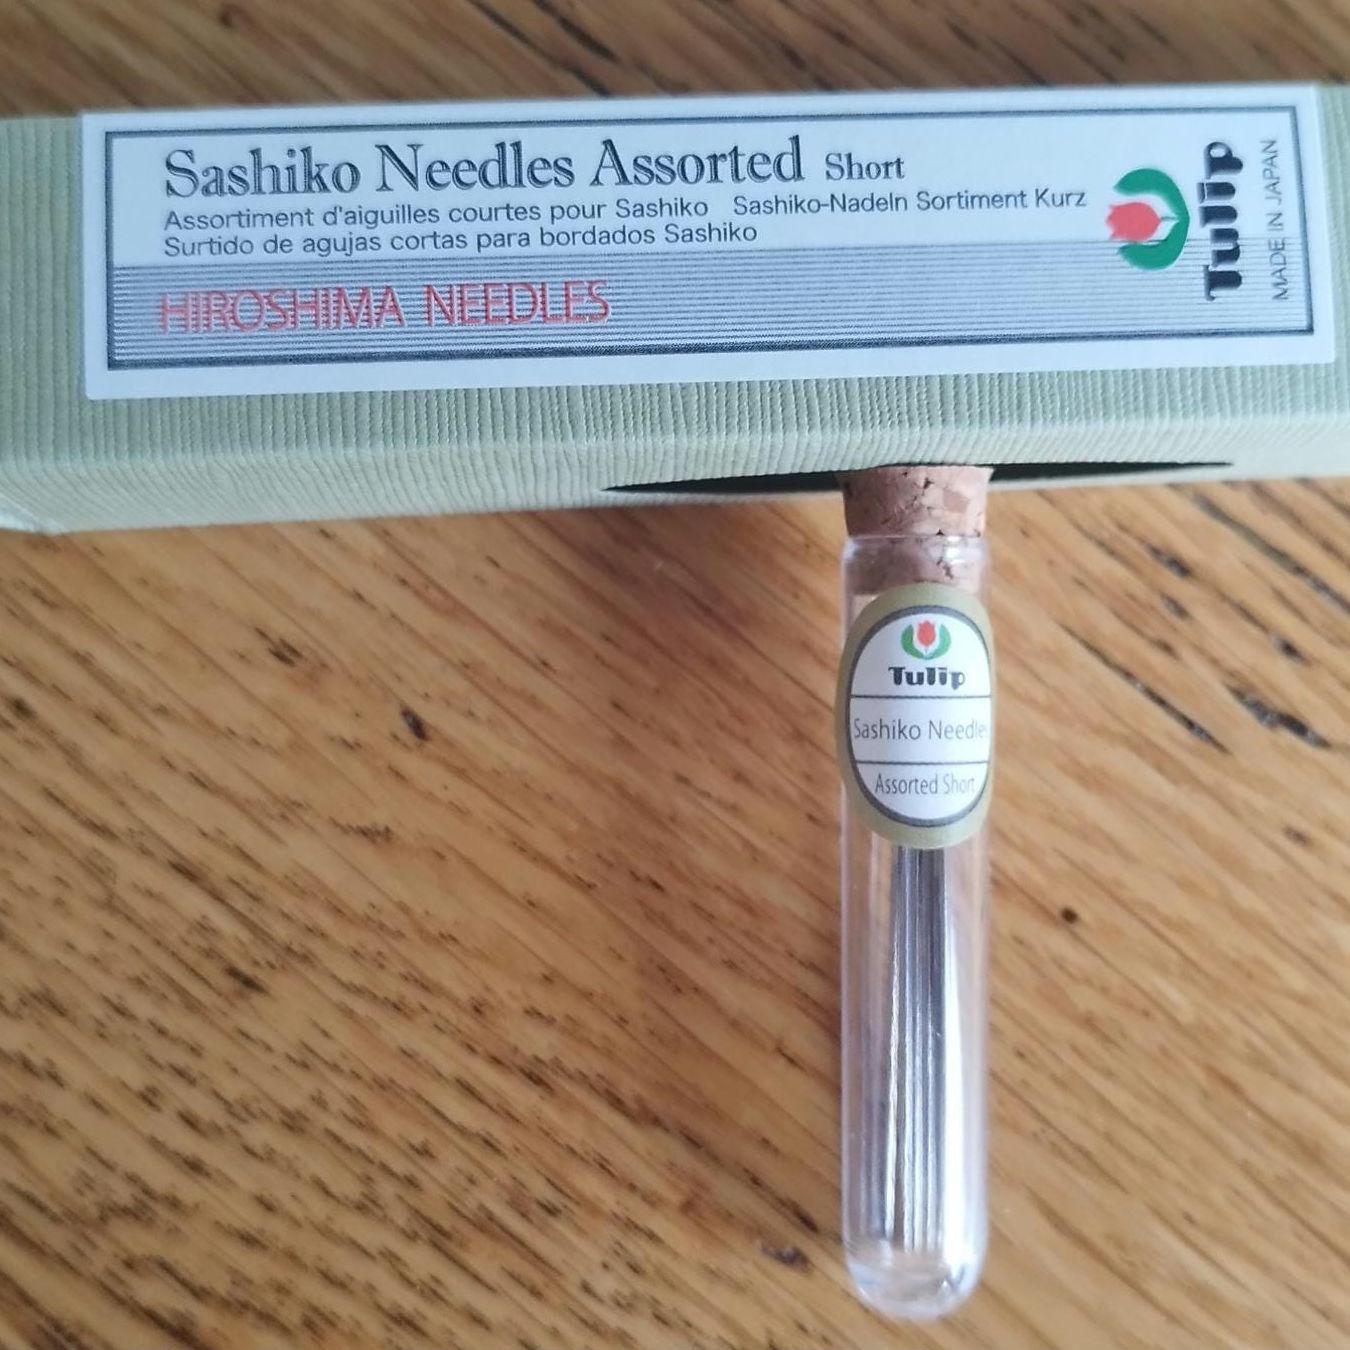 Sashiko Needles Assorted Short
Assortiment d'aiguilles courtes pour Sashiko Sashiko-Nadeln Sortiment Kurz
Surtido de agujas cortas para bordados Sashiko
HIROSHIMA NEEDLES
Tulip
MADE IN JAPAN
Tulip
Sashiko Needles
Assorted Short